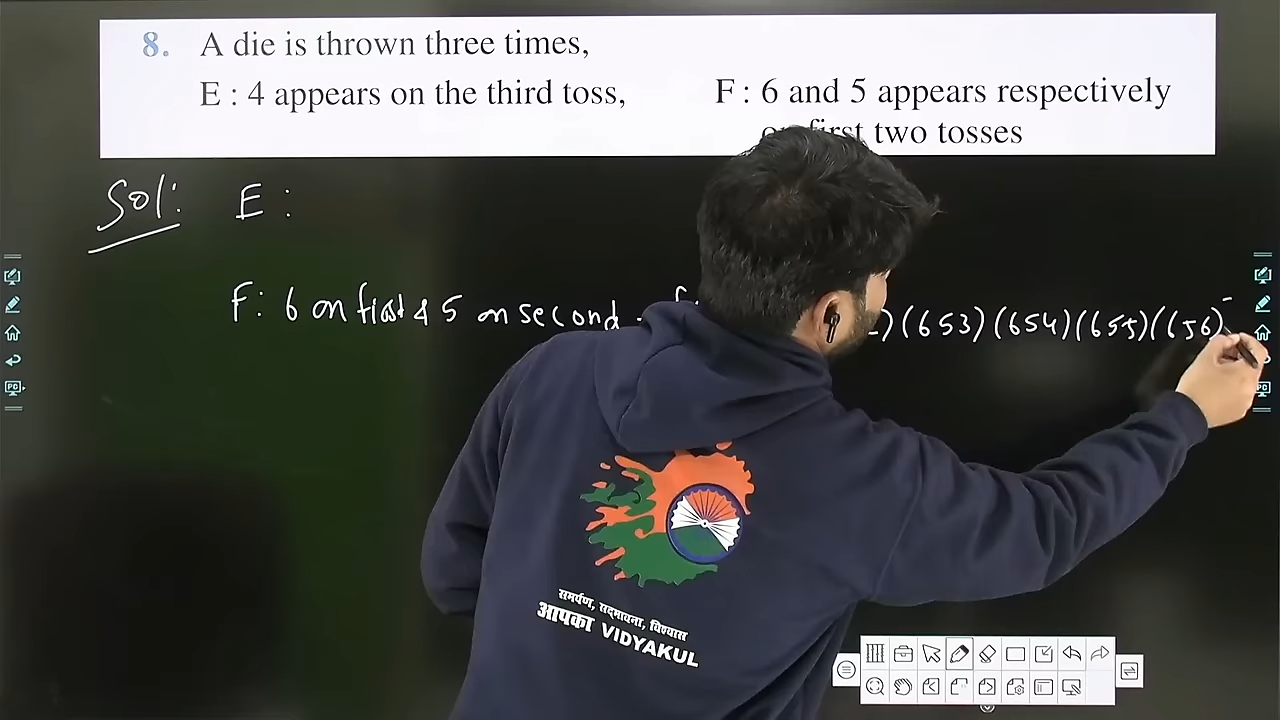 8. A die is thrown three times,
E : 4 appears on the third toss, F : 6 and 5 appears respectively
first two tosses
Sol: E :
F: 6 on first & 5 on second - )(653)(654)(655)(656)
समर्पण, सद्भावना, विश्वास
आपका VIDYAKUL